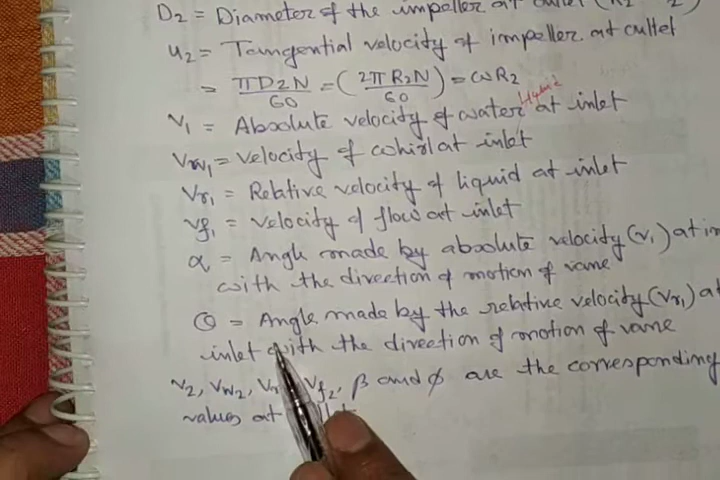 D₂ = Diameter of the impeller at outlet
u₂ = Tangential velocity of impeller at outlet
= πD₂N/60 = (2πR₂N/60) = ωR₂
V₁ = Absolute velocity of water at inlet
Vw₁ = velocity of whirl at inlet
Vr₁ = Relative velocity of liquid at inlet
Vf₁ = velocity of flow at inlet
α = Angle made by absolute velocity (V₁) at
with the direction of motion of vane
θ = Angle made by the relative velocity (Vr₁) at
inlet with the direction of motion of vane
V₂, Vw₂, Vf₂, β and ϕ are the corresponding
values at